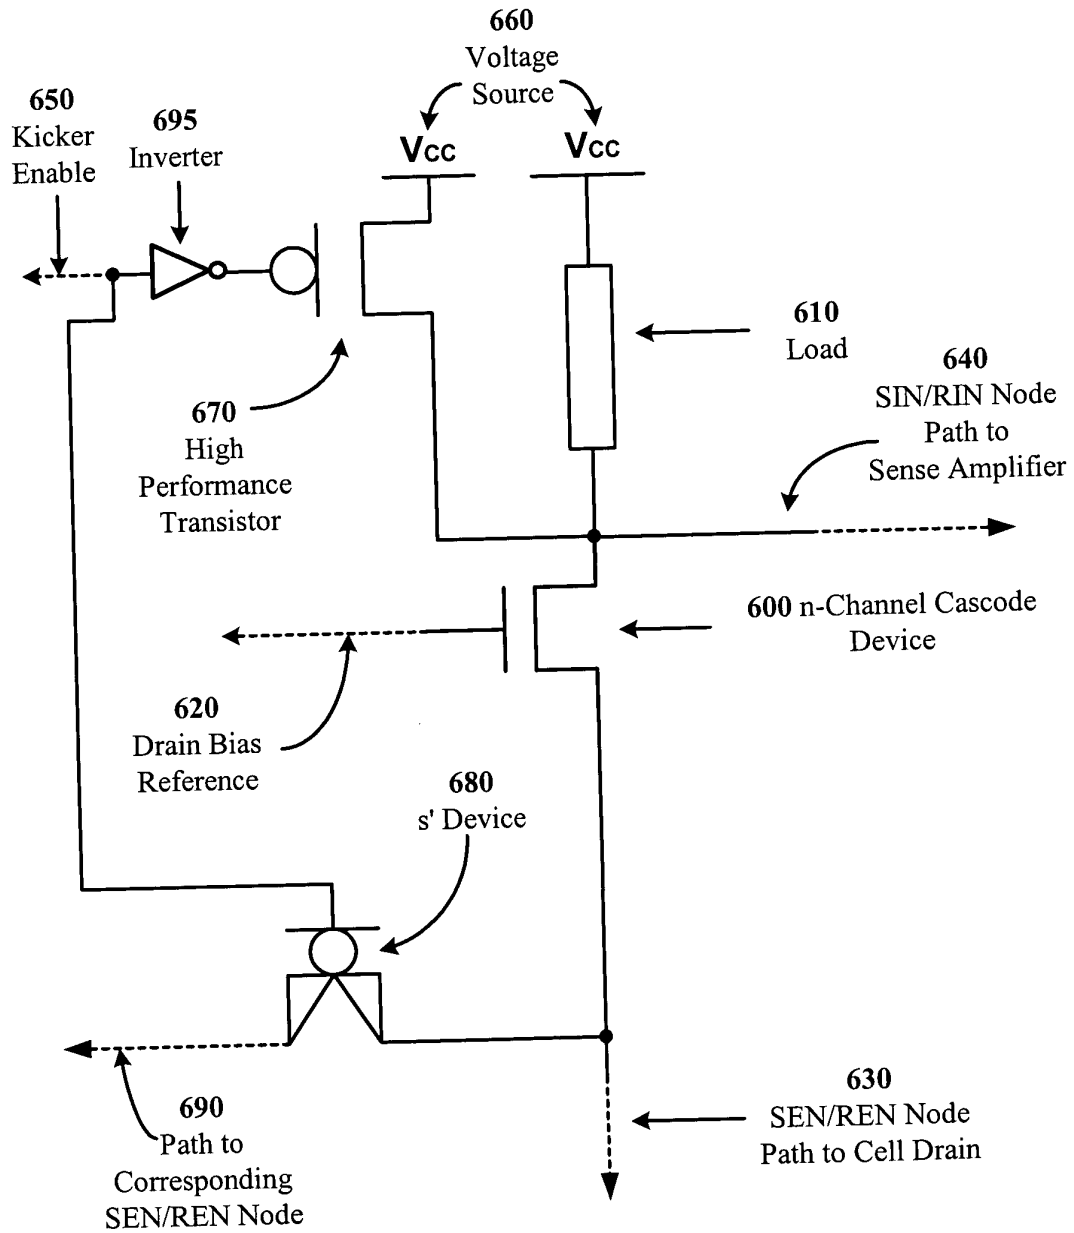 660
Voltage
Source
650
Kicker
Enable
695
Inverter
Vcc
Vcc
610
Load
640
SIN/RIN Node
Path to
Sense Amplifier
670
High
Performance
Transistor
600 n-Channel Cascode
Device
620
Drain Bias
Reference
680
s' Device
630
SEN/REN Node
Path to Cell Drain
690
Path to
Corresponding
SEN/REN Node